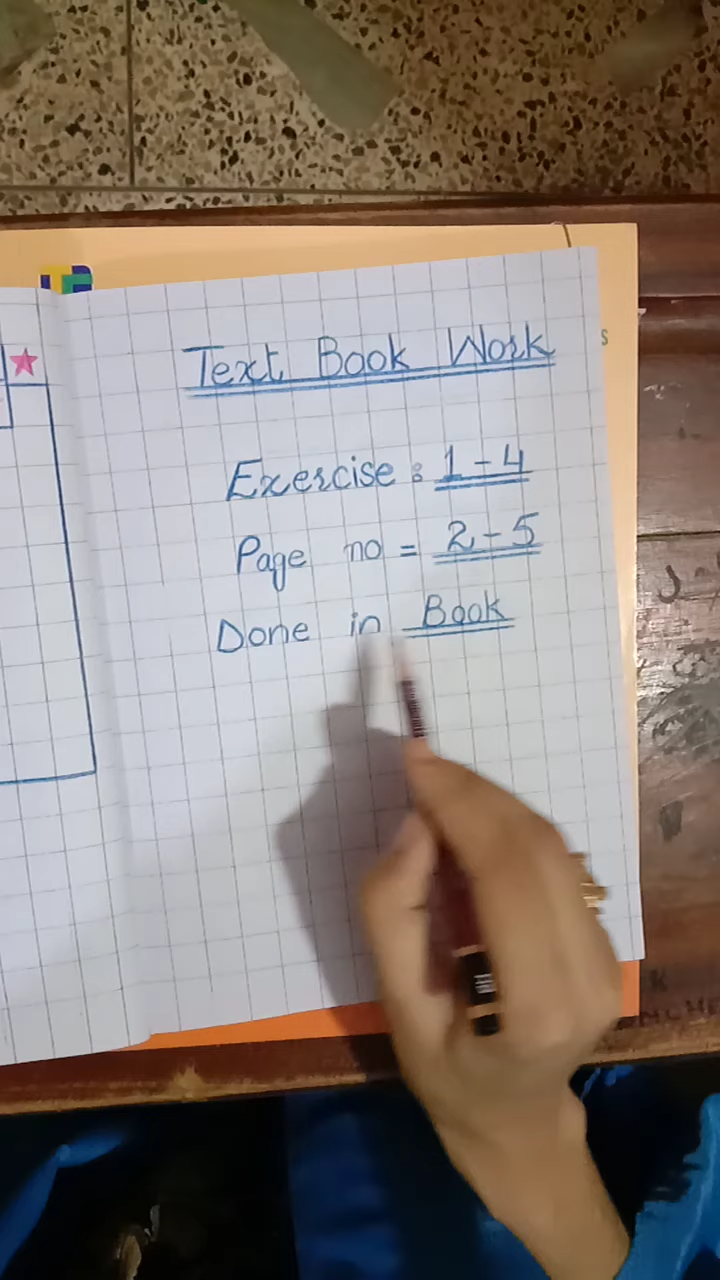 Text Book Work
Exercise : 1 - 4
Page no = 2 - 5
Done in Book